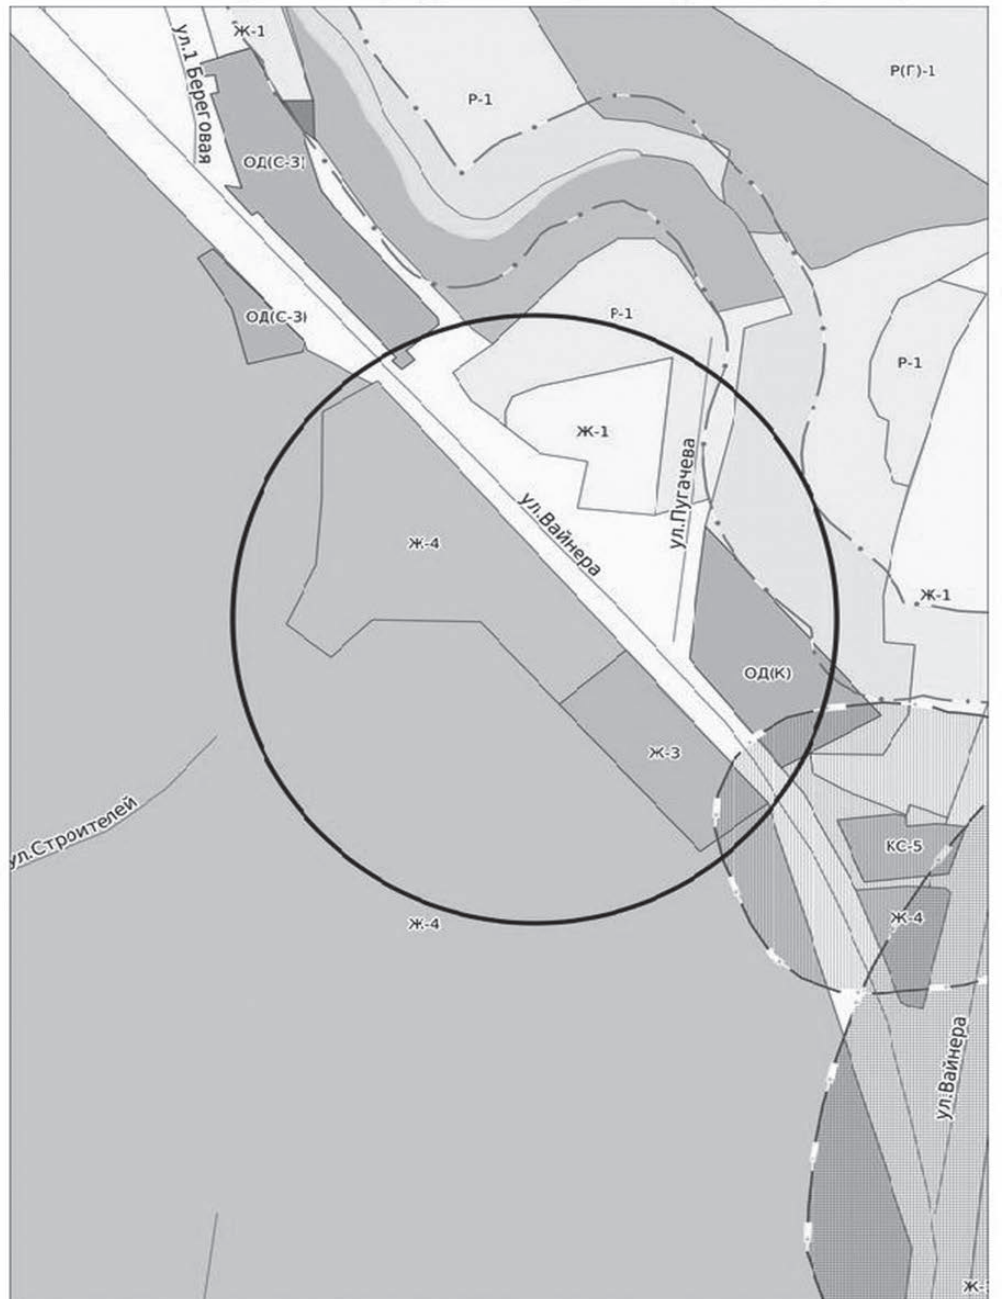 Ж-1
ул.1 Береговая
Р(Г)-1
Р-1
ОД(С-3)
ОД(С-3)
Р-1
Р-1
Ж-1
ул.Пугачева
ул.Вайнера
Ж-4
Ж-1
ОД(К)
Ж-3
ул.Строителей
КС-5
Ж-4
Ж-4
ул.Вайнера
Ж-